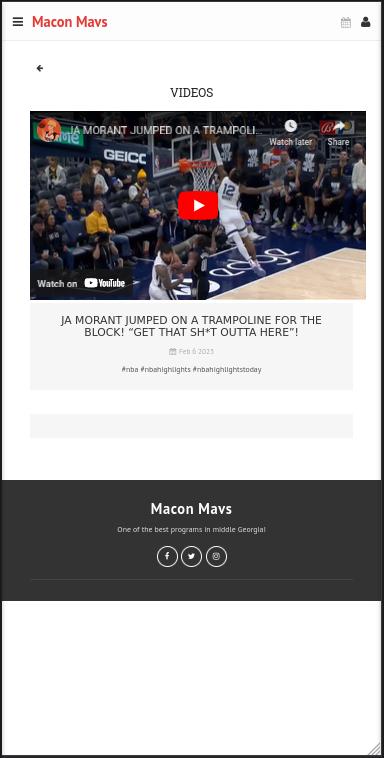 Macon Mavs
VIDEOS
JA MORANT JUMPED ON A TRAMPOLI...
Watch later
Share
GEICO
12
Watch on YouTube
JA MORANT JUMPED ON A TRAMPOLINE FOR THE
BLOCK! “GET THAT SH*T OUTTA HERE”!
Feb 6 2023
#nba #nbahighlights #nbahighlightstoday
Macon Mavs
One of the best programs in middle Georgia!